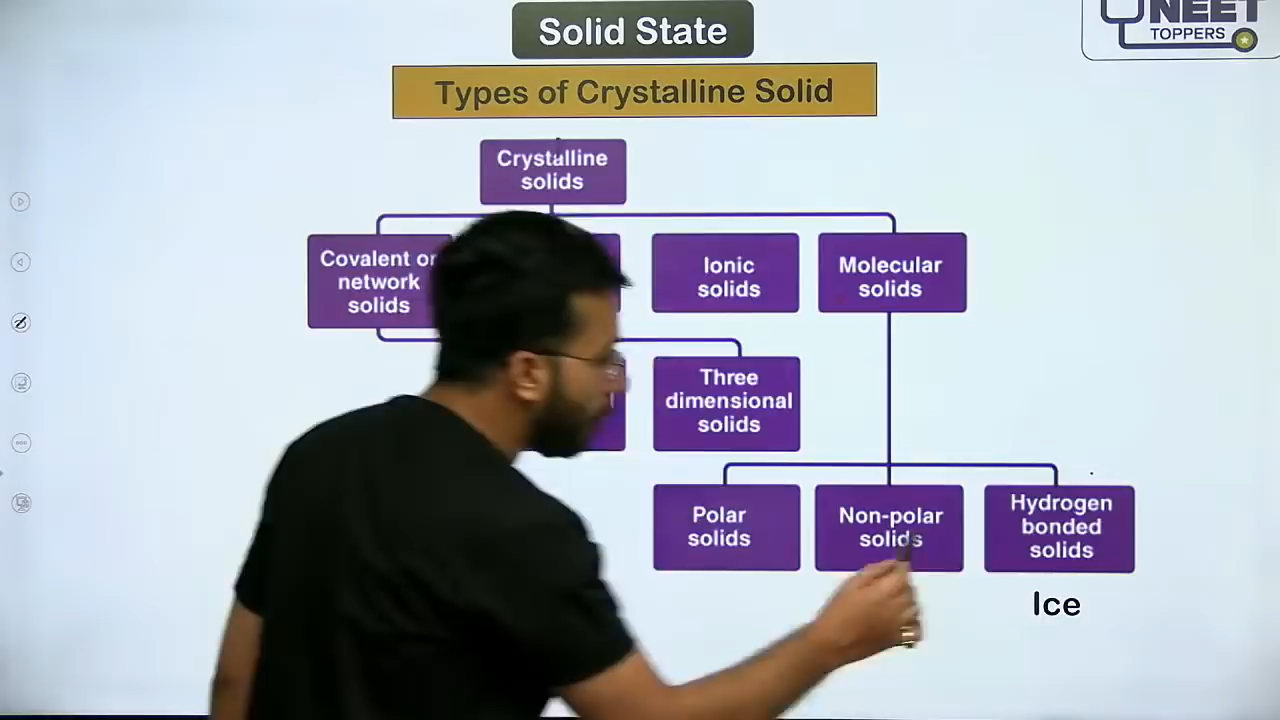 Solid State
NEET
TOPPERS
Types of Crystalline Solid
Crystalline
solids
Covalent or
network
solids
Ionic
solids
Molecular
solids
Three
dimensional
solids
Polar
solids
Non-polar
solids
Hydrogen
bonded
solids
Ice